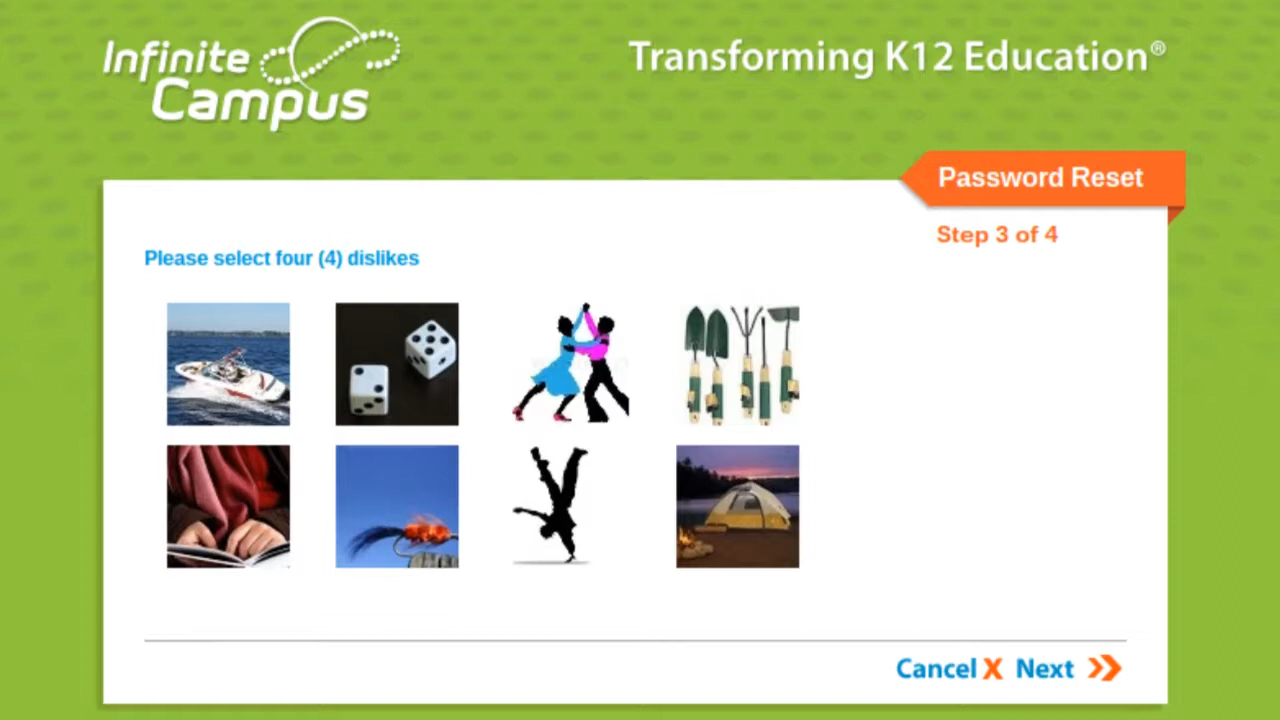 Infinite
Campus
Transforming K12 Education®
Password Reset
Step 3 of 4
Please select four (4) dislikes
Cancel X Next